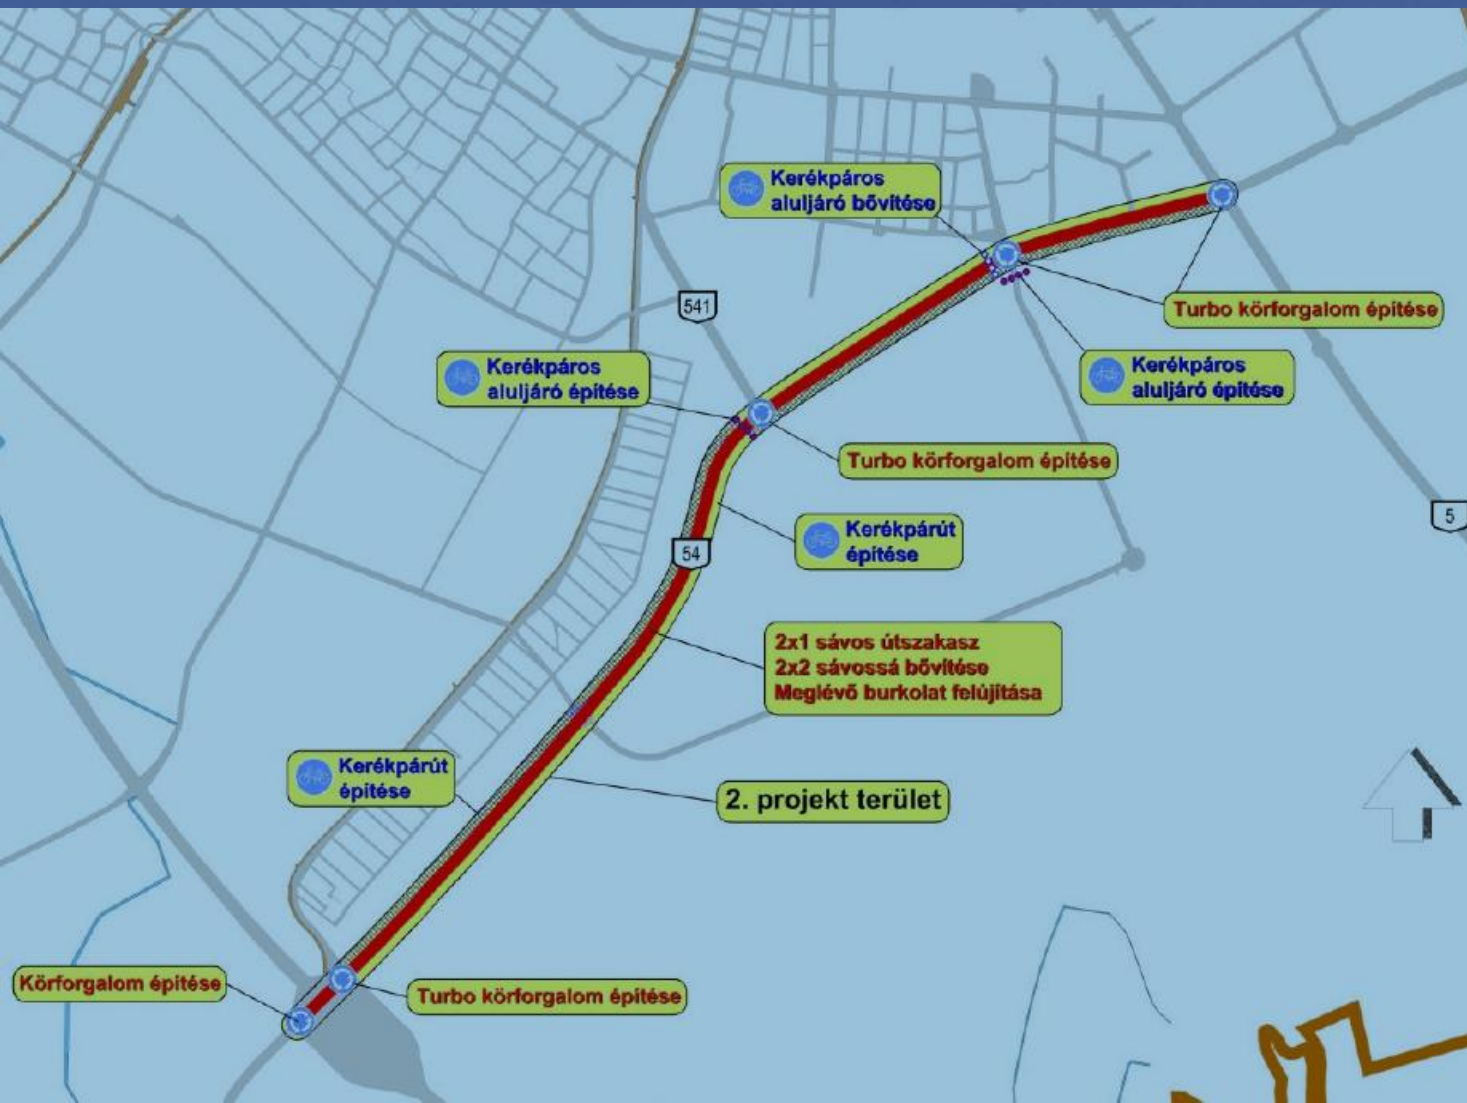 Kerékpáros
aluljáró bővítése
541
Turbo körforgalom építése
Kerékpáros
aluljáró építése
Kerékpáros
aluljáró építése
Turbo körforgalom építése
5
Kerékpárút
építése
54
2x1 sávos útszakasz
2x2 sávossá bővítése
Meglévő burkolat felújítása
Kerékpárút
építése
2. projekt terület
Körforgalom építése
Turbo körforgalom építése